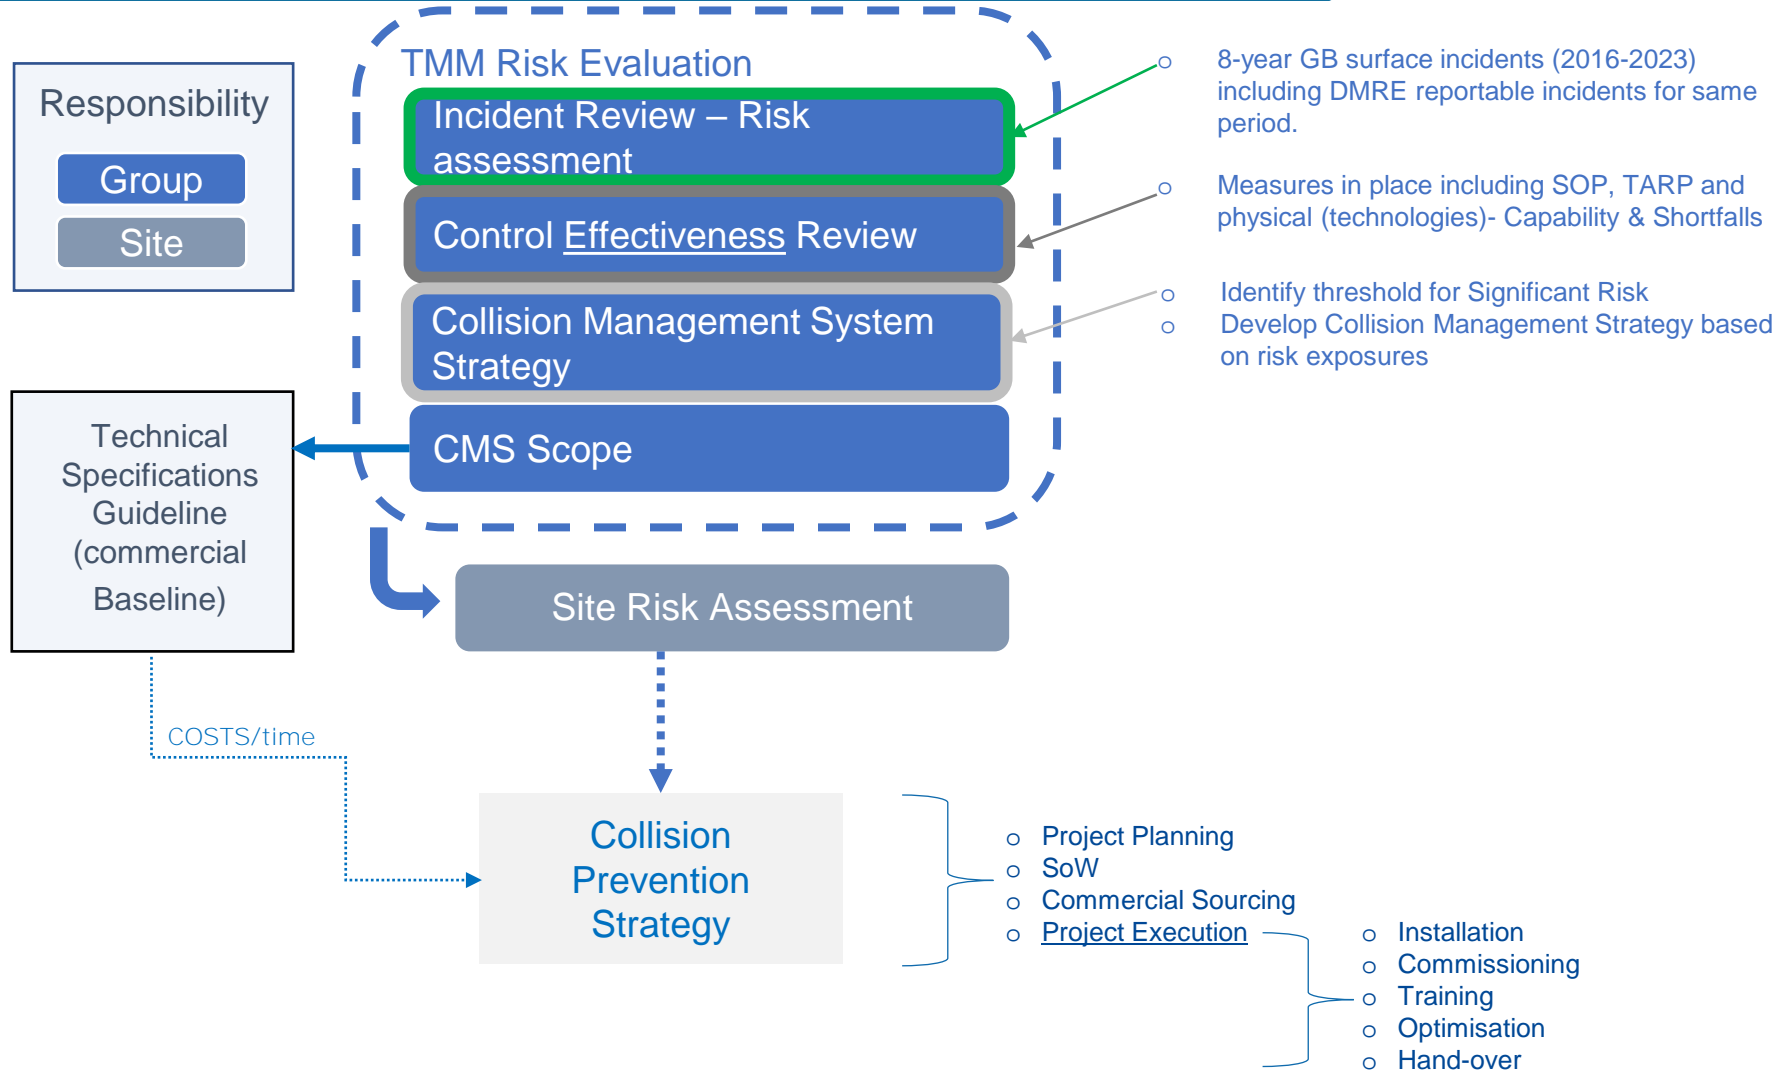 TMM Risk Evaluation
Responsibility
Group
Site
Incident Review – Risk
assessment
Control Effectiveness Review
Collision Management System
Strategy
CMS Scope
o 8-year GB surface incidents (2016-2023)
including DMRE reportable incidents for same
period.
o Measures in place including SOP, TARP and
physical (technologies)- Capability & Shortfalls
o Identify threshold for Significant Risk
o Develop Collision Management Strategy based
on risk exposures
Technical
Specifications
Guideline
(commercial
Baseline)
Site Risk Assessment
COSTS/time
Collision
Prevention
Strategy
o Project Planning
o SoW
o Commercial Sourcing
o Project Execution
o Installation
o Commissioning
o Training
o Optimisation
o Hand-over